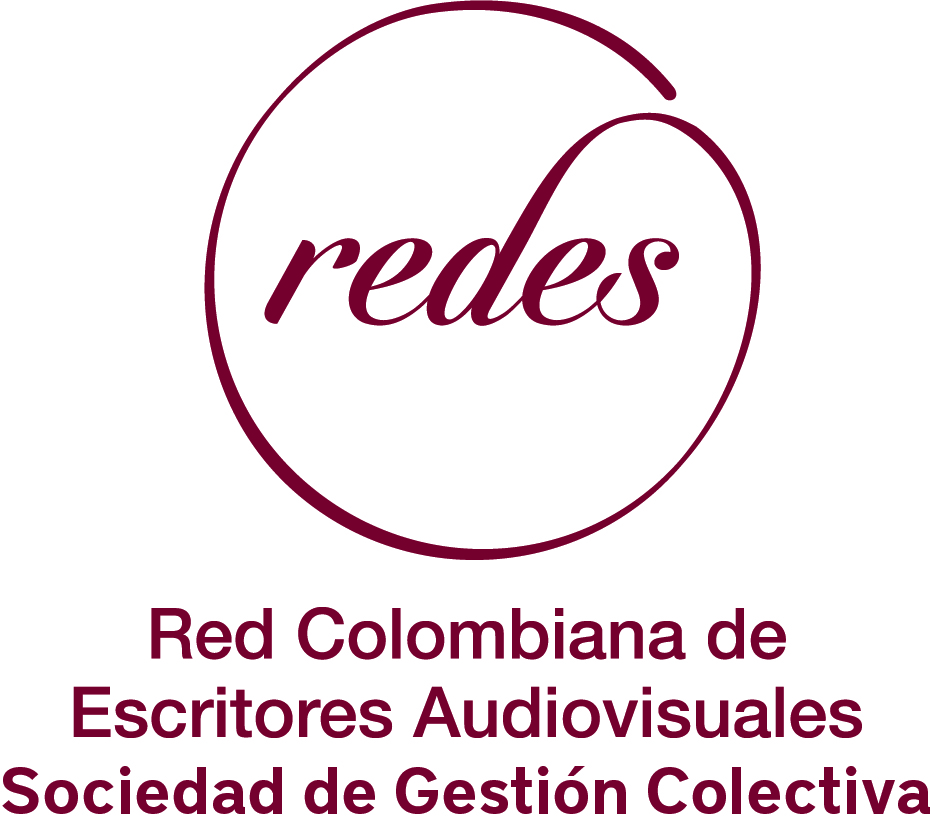 redes
Red Colombiana de
Escritores Audiovisuales
Sociedad de Gestión Colectiva